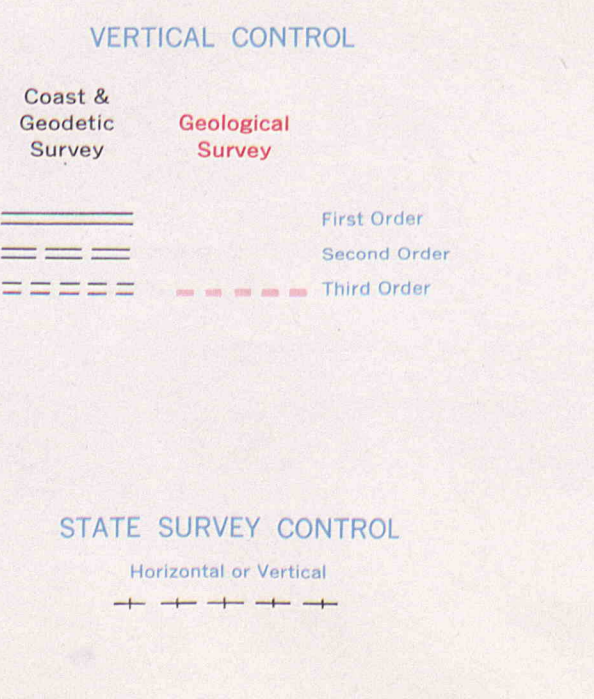 VERTICAL CONTROL
Coast &
Geodetic
Survey
Geological
Survey
First Order
Second Order
Third Order
STATE SURVEY CONTROL
Horizontal or Vertical